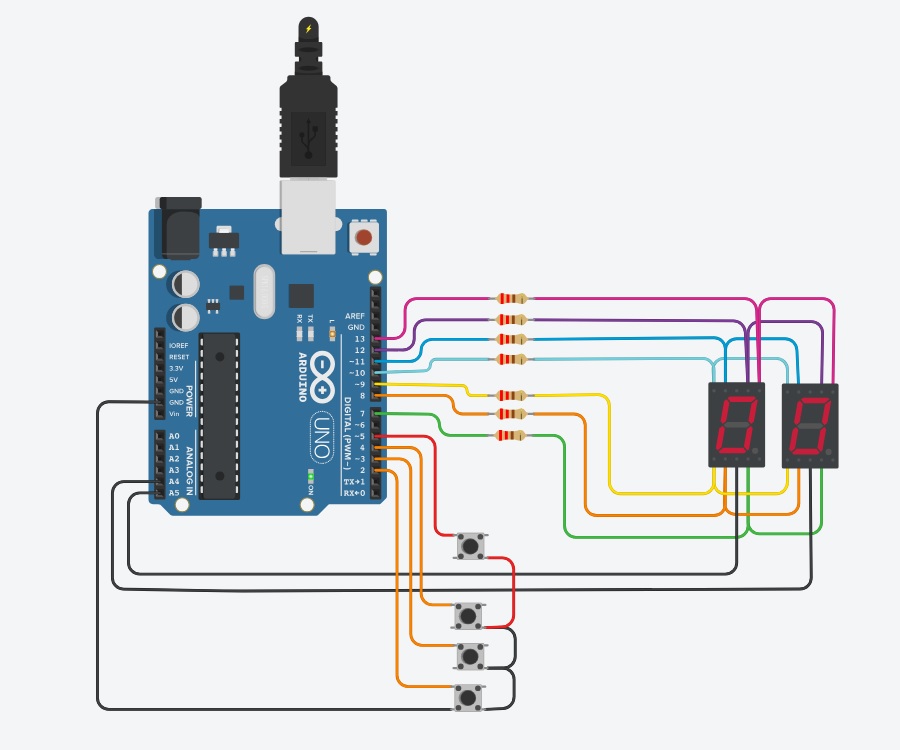 AREF
GND
13
12
~11
~10
~9
8
7
~6
~5
4
~3
2
TX→1
RX←0
DIGITAL (PWM~)
RX
TX
L
ARDUINO
UNO
ON
IOREF
RESET
3.3V
5V
GND
GND
Vin
POWER
A0
A1
A2
A3
A4
A5
ANALOG IN